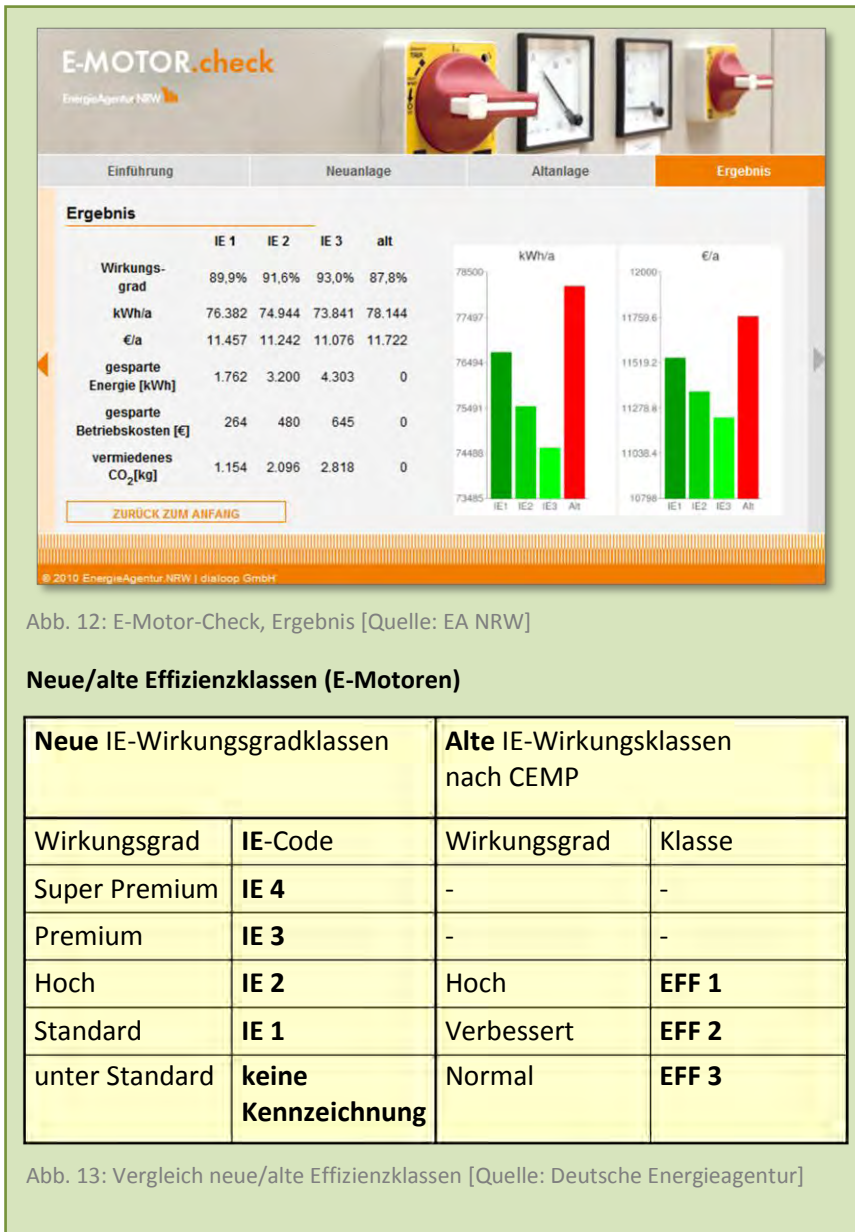 E-MOTOR.check
EnergieAgentur NRW
Einführung Neuanlage Altanlage Ergebnis
Ergebnis
IE 1 IE 2 IE 3 alt
Wirkungs-
grad 89,9% 91,6% 93,0% 87,8%
kWh/a 76.382 74.944 73.841 78.144
€/a 11.457 11.242 11.076 11.722
gesparte
Energie [kWh] 1.762 3.200 4.303 0
gesparte
Betriebskosten [€] 264 480 645 0
vermiedenes
CO2[kg] 1.154 2.096 2.818 0
ZURÜCK ZUM ANFANG
kWh/a
78500
77497
76494
75491
74488
73485
IE1 IE2 IE3 Alt
€/a
12000
11759.6
11519.2
11278.8
11038.4
10798
IE1 IE2 IE3 Alt
© 2010 EnergieAgentur.NRW | dialoop GmbH
Abb. 12: E-Motor-Check, Ergebnis [Quelle: EA NRW]
Neue/alte Effizienzklassen (E-Motoren)
Neue IE-Wirkungsgradklassen Alte IE-Wirkungsklassen
nach CEMP
Wirkungsgrad IE-Code Wirkungsgrad Klasse
Super Premium IE 4 - -
Premium IE 3 - -
Hoch IE 2 Hoch EFF 1
Standard IE 1 Verbessert EFF 2
unter Standard keine Normal EFF 3
Kennzeichnung
Abb. 13: Vergleich neue/alte Effizienzklassen [Quelle: Deutsche Energieagentur]